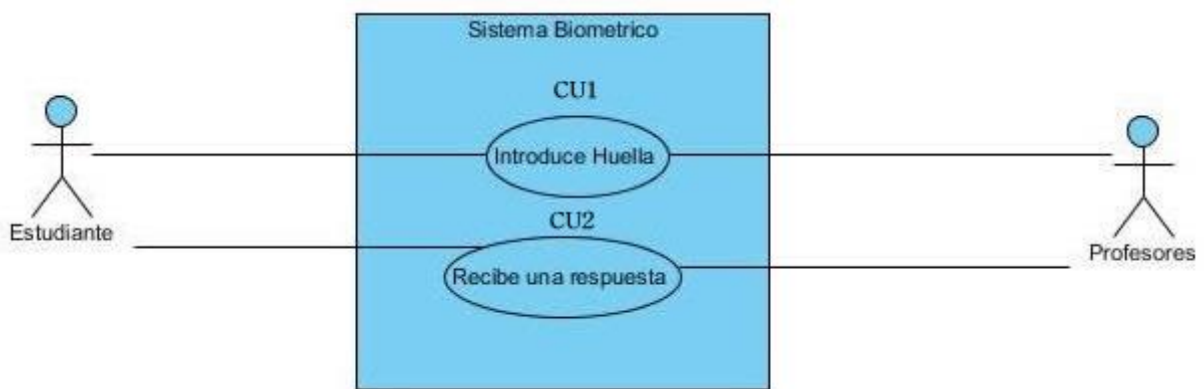 Sistema Biometrico
CU1
Introduce Huella
CU2
Estudiante
Recibe una respuesta
Profesores